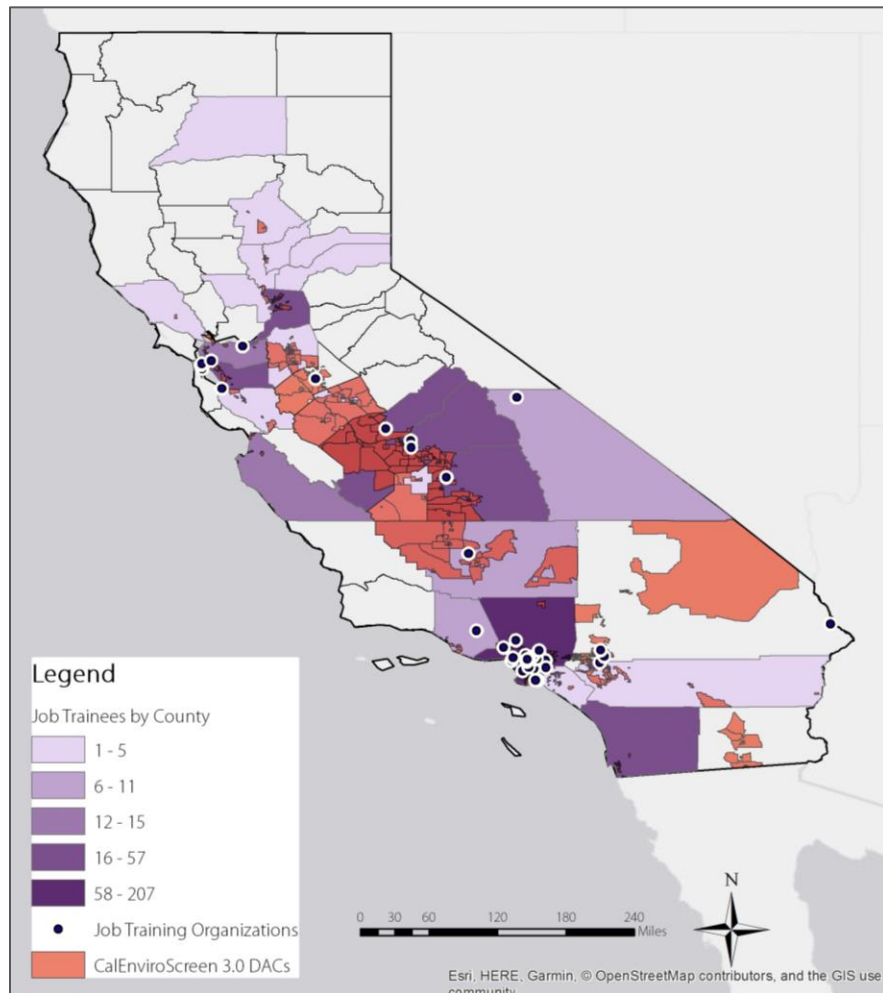 Legend
Job Trainees by County
1 - 5
6 - 11
12 - 15
16 - 57
58 - 207
Job Training Organizations
CalEnviroScreen 3.0 DACs
0 30 60 120 180 240
Miles
N
Esri, HERE, Garmin, © OpenStreetMap contributors, and the GIS use
community